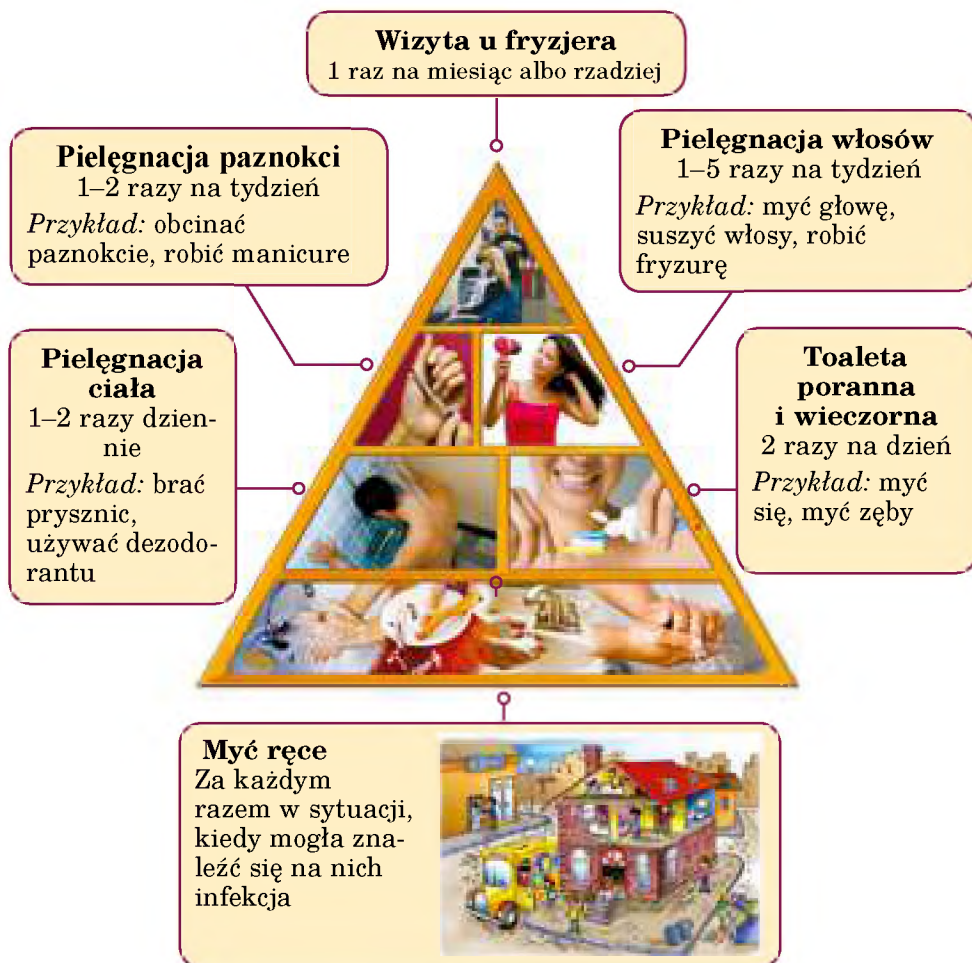 Wizyta u fryzjera
1 raz na miesiąc albo rzadziej
Pielęgnacja paznokci
1–2 razy na tydzień
Przykład: obcinać
paznokcie, robić manicure
Pielęgnacja włosów
1–5 razy na tydzień
Przykład: myć głowę,
suszyć włosy, robić
fryzurę
Pielęgnacja
ciała
1–2 razy dzien-
nie
Przykład: brać
prysznic,
używać dezodo-
rantu
Toaleta
poranna
i wieczorna
2 razy na dzień
Przykład: myć
się, myć zęby
Myć ręce
Za każdym
razem w sytuacji,
kiedy mogła zna-
leźć się na nich
infekcja